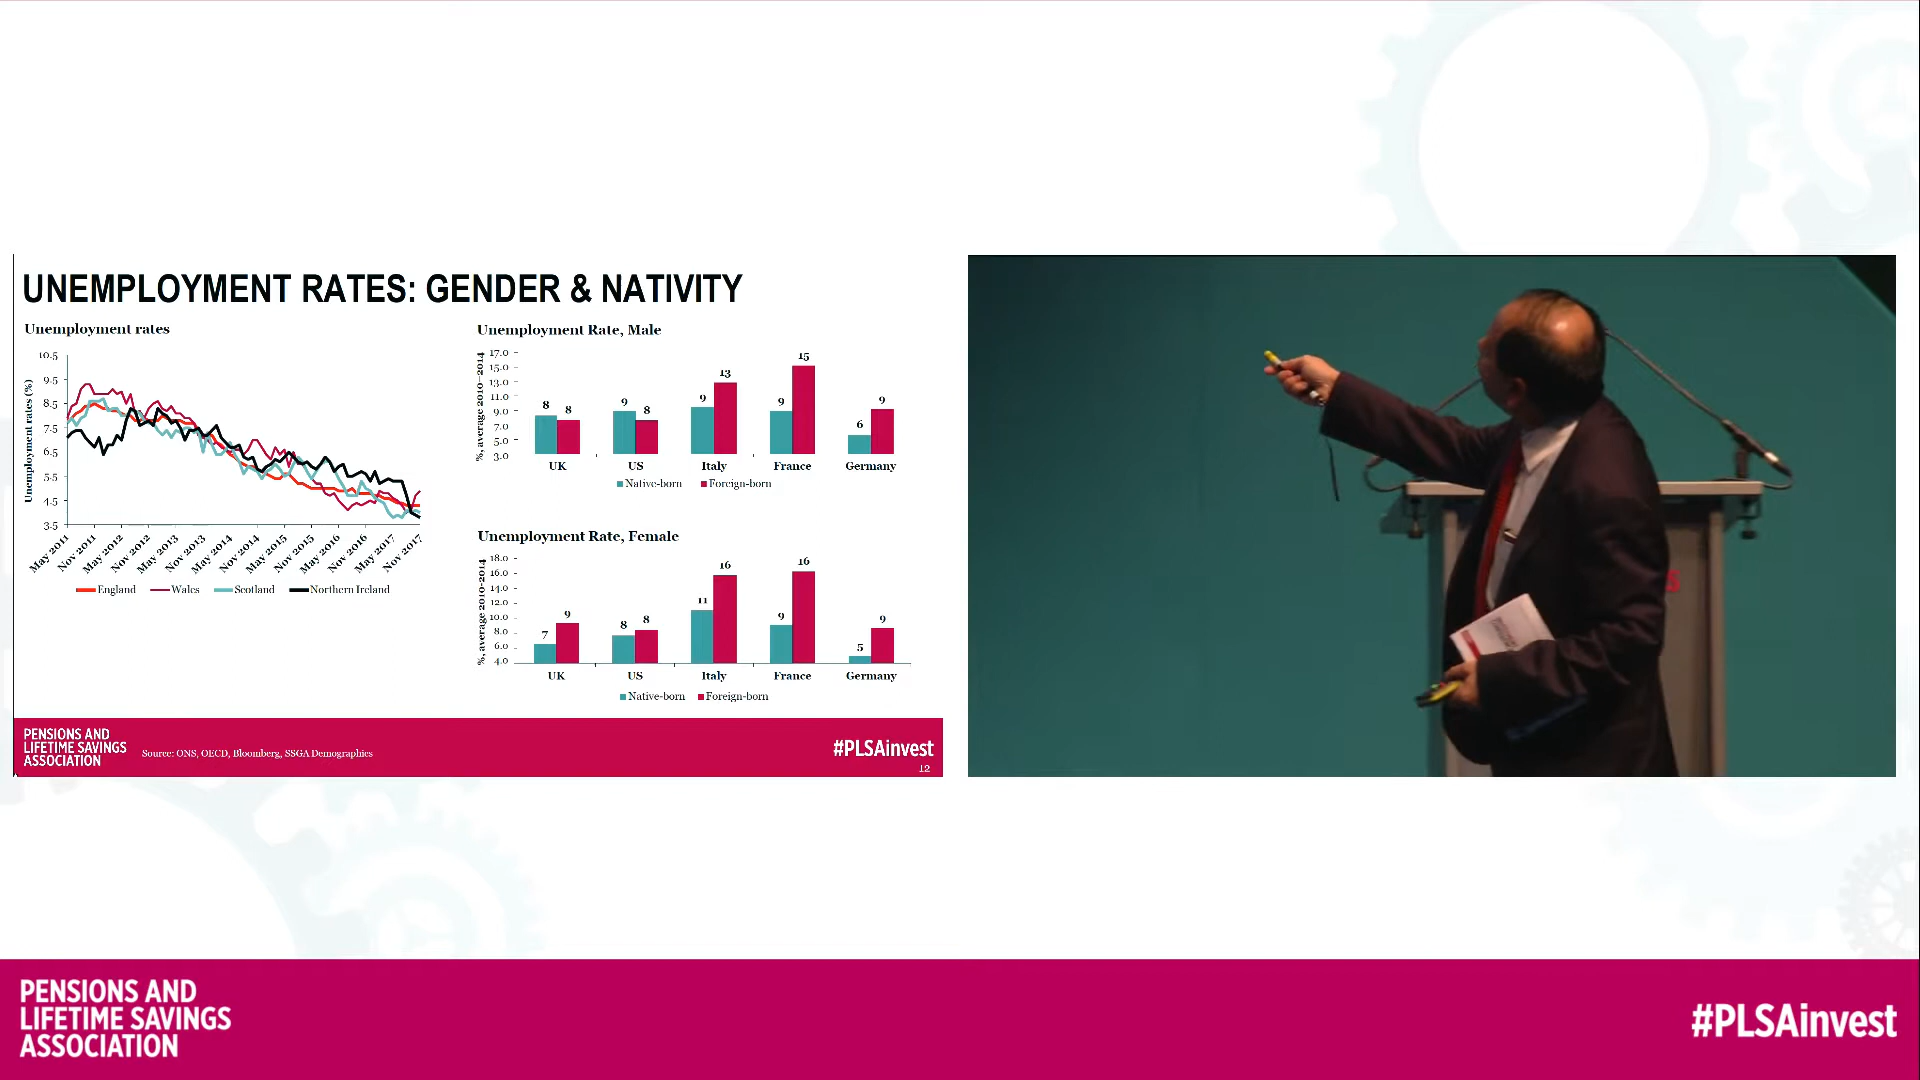 UNEMPLOYMENT RATES: GENDER & NATIVITY
Unemployment rates
Unemployment rates (%)
10.5
9.5
8.5
7.5
6.5
5.5
4.5
3.5
May 2011
Nov 2011
May 2012
Nov 2012
May 2013
Nov 2013
May 2014
Nov 2014
May 2015
Nov 2015
May 2016
Nov 2016
May 2017
Nov 2017
England Wales Scotland Northern Ireland
Unemployment Rate, Male
%, average 2010–2014
17.0
15.0
13.0
11.0
9.0
7.0
5.0
3.0
8 8 9 8 9 13 9 15 6 9
UK US Italy France Germany
Native-born Foreign-born
Unemployment Rate, Female
%, average 2010-2014
18.0
16.0
14.0
12.0
10.0
8.0
6.0
4.0
7 9 8 8 11 16 9 16 5 9
UK US Italy France Germany
Native-born Foreign-born
PENSIONS AND
LIFETIME SAVINGS
ASSOCIATION
Source: ONS, OECD, Bloomberg, SSGA Demographics
#PLSAinvest
12
PENSIONS AND
LIFETIME SAVINGS
ASSOCIATION
#PLSAinvest